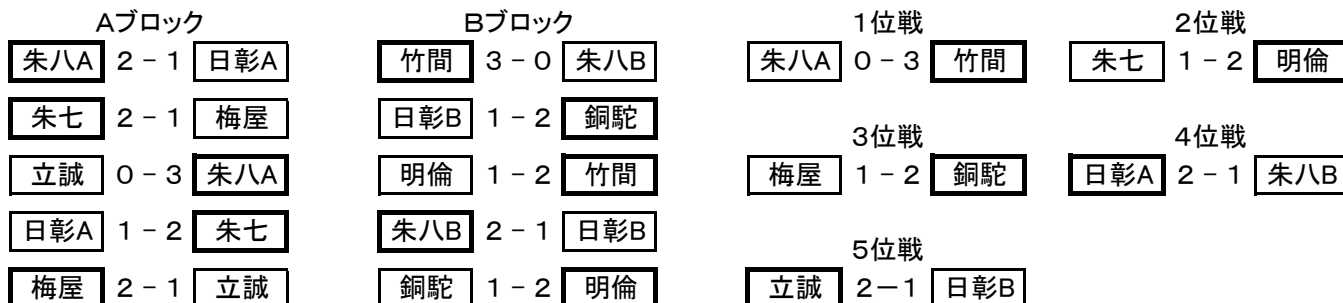 Aブロック Bブロック 1位戦 2位戦
朱八A 2 - 1 日彰A 竹間 3 - 0 朱八B 朱八A 0 - 3 竹間 朱七 1 - 2 明倫
朱七 2 - 1 梅屋 日彰B 1 - 2 銅駝
3位戦 4位戦
立誠 0 - 3 朱八A 明倫 1 - 2 竹間 梅屋 1 - 2 銅駝 日彰A 2 - 1 朱八B
日彰A 1 - 2 朱七 朱八B 2 - 1 日彰B
5位戦
梅屋 2 - 1 立誠 銅駝 1 - 2 明倫 立誠 2-1 日彰B